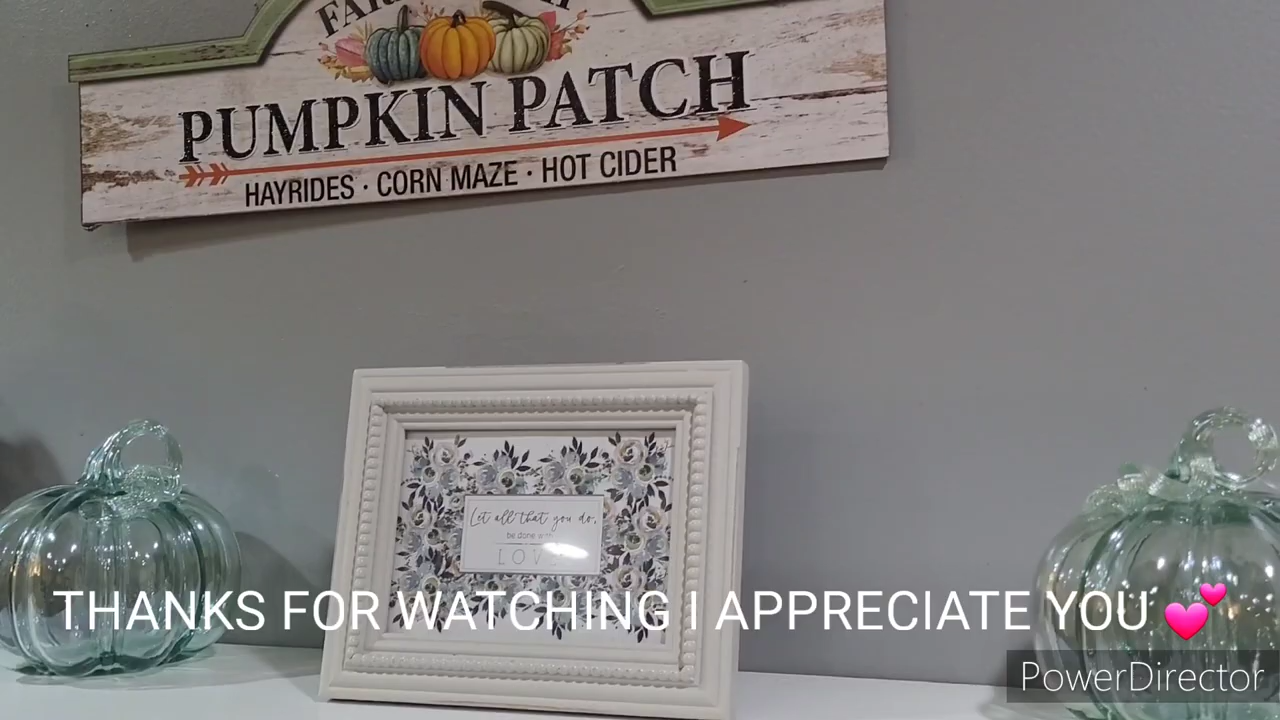 PUMPKIN PATCH
HAYRIDES · CORN MAZE · HOT CIDER
Let all that you do,
be done with
LOVE
THANKS FOR WATCHING I APPRECIATE YOU 💕
PowerDirector